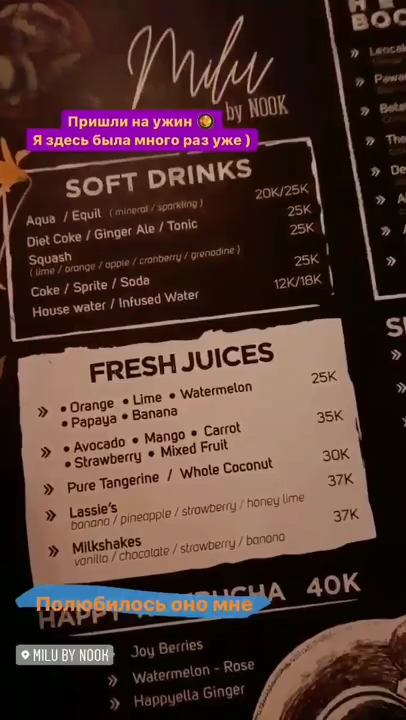 Milu
by NOOK
Пришли на ужин 🥘
Я здесь была много раз уже )
SOFT DRINKS
Aqua / Equil ( mineral / sparkling ) 20K/25K
Diet Coke / Ginger Ale / Tonic 25K
Squash 25K
( lime / orange / apple / cranberry / grenadine )
Coke / Sprite / Soda 25K
House water / Infused Water 12K/18K
FRESH JUICES
» • Orange • Lime • Watermelon 25K
• Papaya • Banana
» • Avocado • Mango • Carrot 35K
• Strawberry • Mixed Fruit
» Pure Tangerine / Whole Coconut 30K
» Lassie's 37K
banana / pineapple / strawberry / honey lime
» Milkshakes 37K
vanilla / chocolate / strawberry / banana
HAPPY 40K
Полюбилось оно мне
MILU BY NOOK
Joy Berries
» Watermelon - Rose
» Happyella Ginger